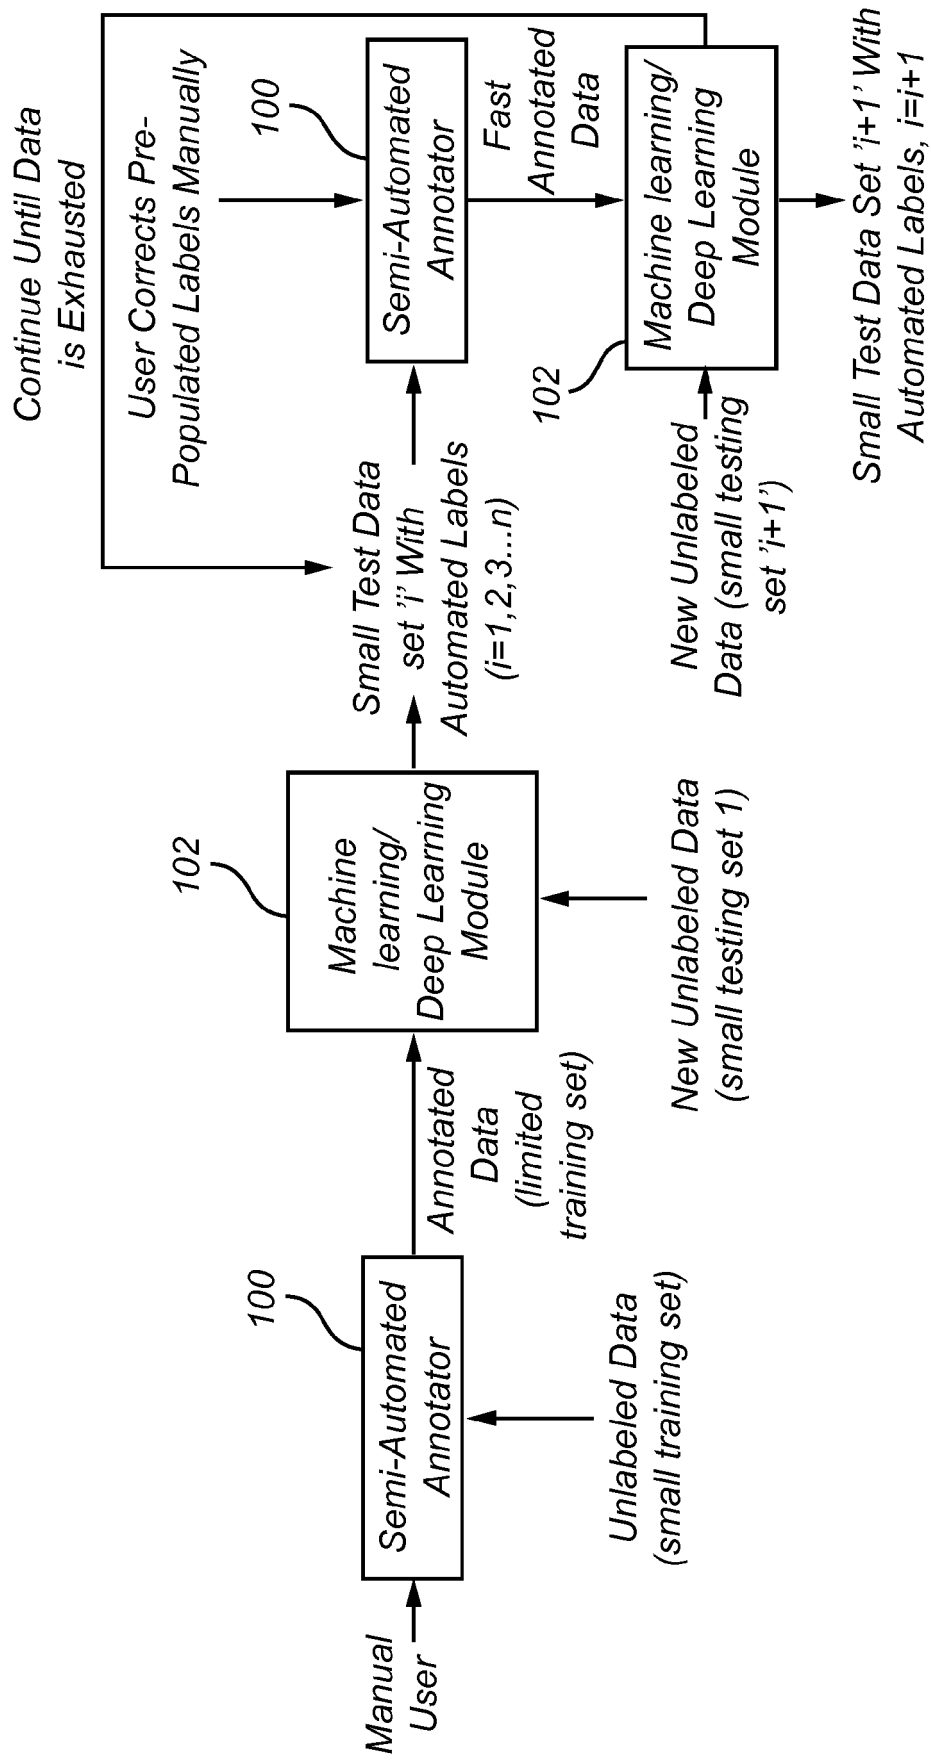 Manual
User
100
Semi-Automated
Annotator
Unlabeled Data
(small training set)
Annotated
Data
(limited
training set)
102
Machine
learning/
Deep Learning
Module
New Unlabeled Data
(small testing set 1)
Small Test Data
set 'i' With
Automated Labels
(i=1,2,3...n)
Continue Until Data
is Exhausted
User Corrects Pre-
Populated Labels Manually
100
Semi-Automated
Annotator
Fast
Annotated
Data
102
Machine learning/
Deep Learning
Module
New Unlabeled
Data (small testing
set 'i+1')
Small Test Data Set 'i+1' With
Automated Labels, i=i+1